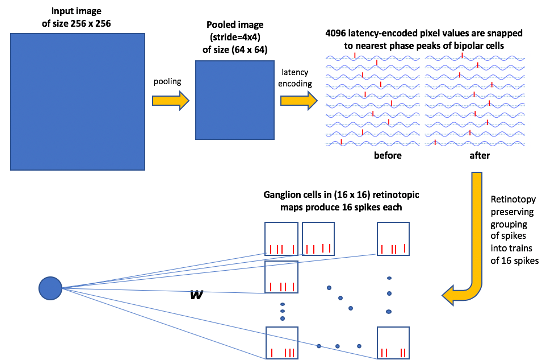 Input image
of size 256 x 256
pooling
Pooled image
(stride=4x4)
of size (64 x 64)
latency
encoding
4096 latency-encoded pixel values are snapped
to nearest phase peaks of bipolar cells
before
after
Retinotopy
preserving
grouping
of spikes
into trains
of 16 spikes
Ganglion cells in (16 x 16) retinotopic
maps produce 16 spikes each
w